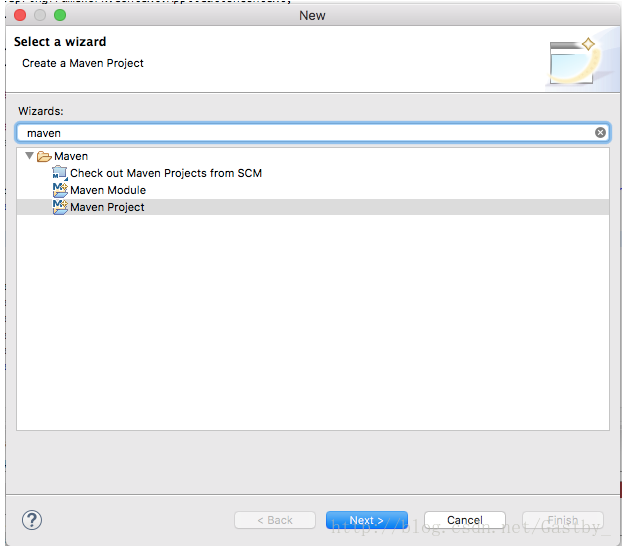 New
Select a wizard
Create a Maven Project
Wizards:
maven
Maven
Check out Maven Projects from SCM
Maven Module
Maven Project
? < Back Next > Cancel Finish
http://blog.csdn.net/Gastby_